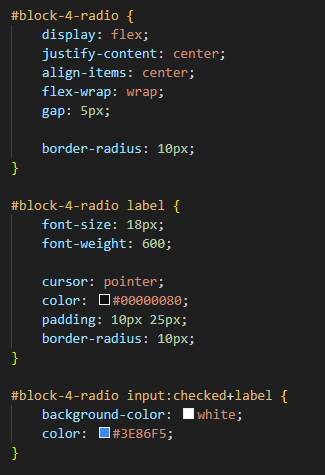 #block-4-radio {
    display: flex;
    justify-content: center;
    align-items: center;
    flex-wrap: wrap;
    gap: 5px;

    border-radius: 10px;
}

#block-4-radio label {
    font-size: 18px;
    font-weight: 600;

    cursor: pointer;
    color: #00000080;
    padding: 10px 25px;
    border-radius: 10px;
}

#block-4-radio input:checked+label {
    background-color: white;
    color: #3E86F5;
}